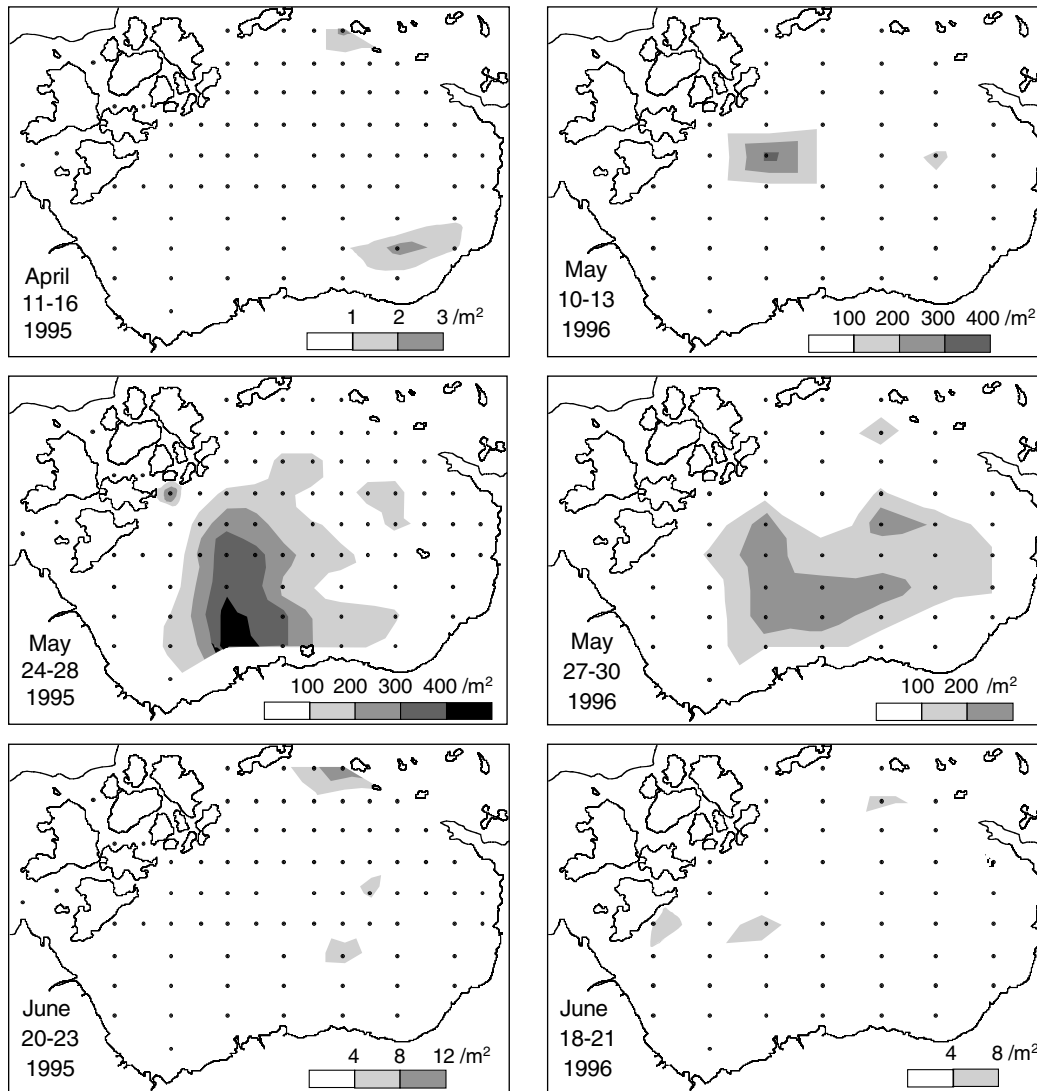 April
11-16
1995
1 2 3 /m²
May
10-13
1996
100 200 300 400 /m²
May
24-28
1995
100 200 300 400 /m²
May
27-30
1996
100 200 /m²
June
20-23
1995
4 8 12 /m²
June
18-21
1996
4 8 /m²